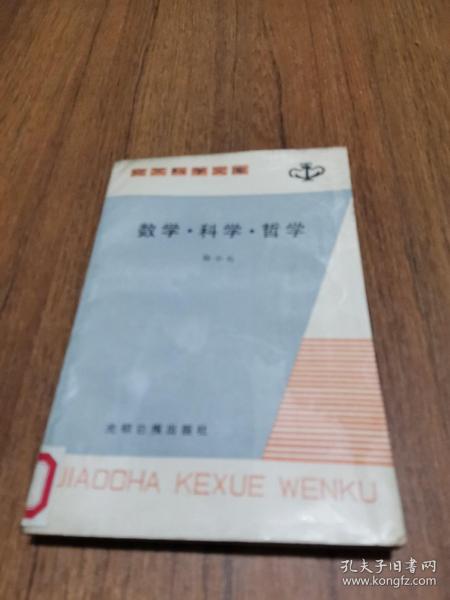 交叉科学文库
数学·科学·哲学
光明日报出版社
JIAOCHA KEXUE WENKU
孔夫子旧书网
www.kongfz.com